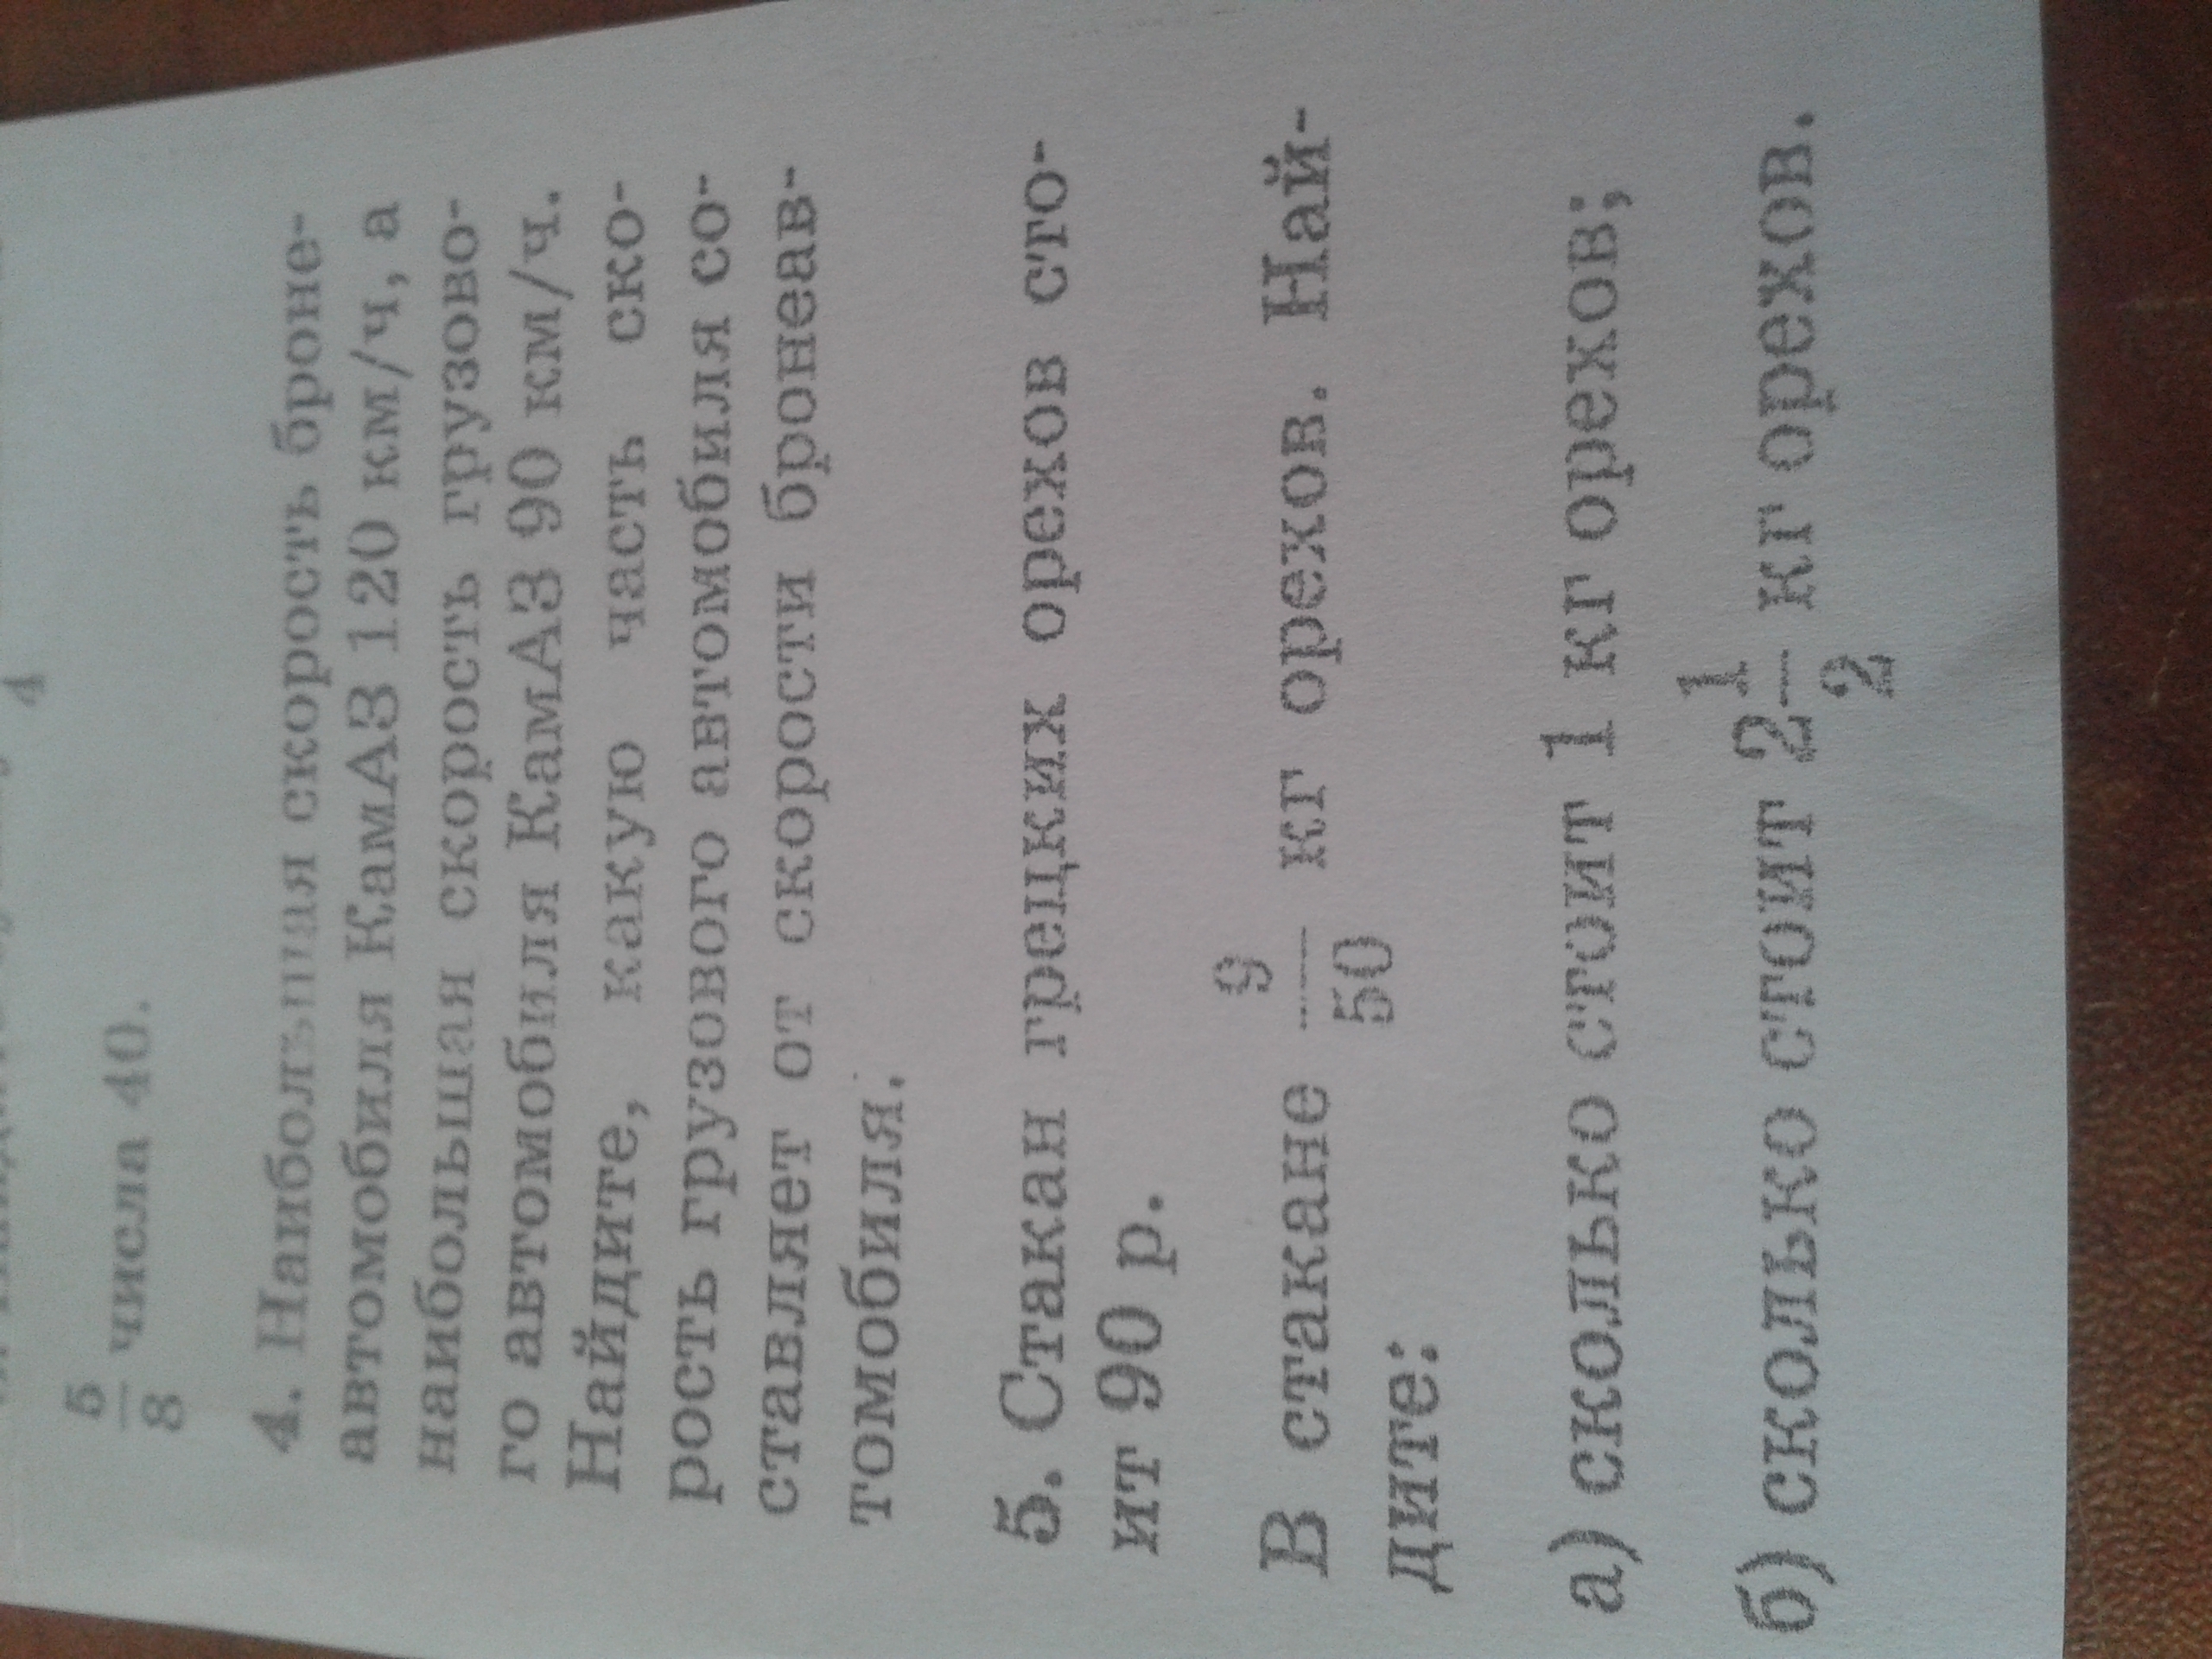 4
5/8 числа 40.
4. Наибольшая скорость броне-
автомобиля КамАЗ 120 км/ч, а
наибольшая скорость грузово-
го автомобиля КамАЗ 90 км/ч.
Найдите, какую часть ско-
рость грузового автомобиля со-
ставляет от скорости бронеав-
томобиля.
5. Стакан грецких орехов сто-
ит 90 р.
В стакане 9/50 кг орехов. Най-
дите:
а) сколько стоит 1 кг орехов;
б) сколько стоит 2 1/2 кг орехов.